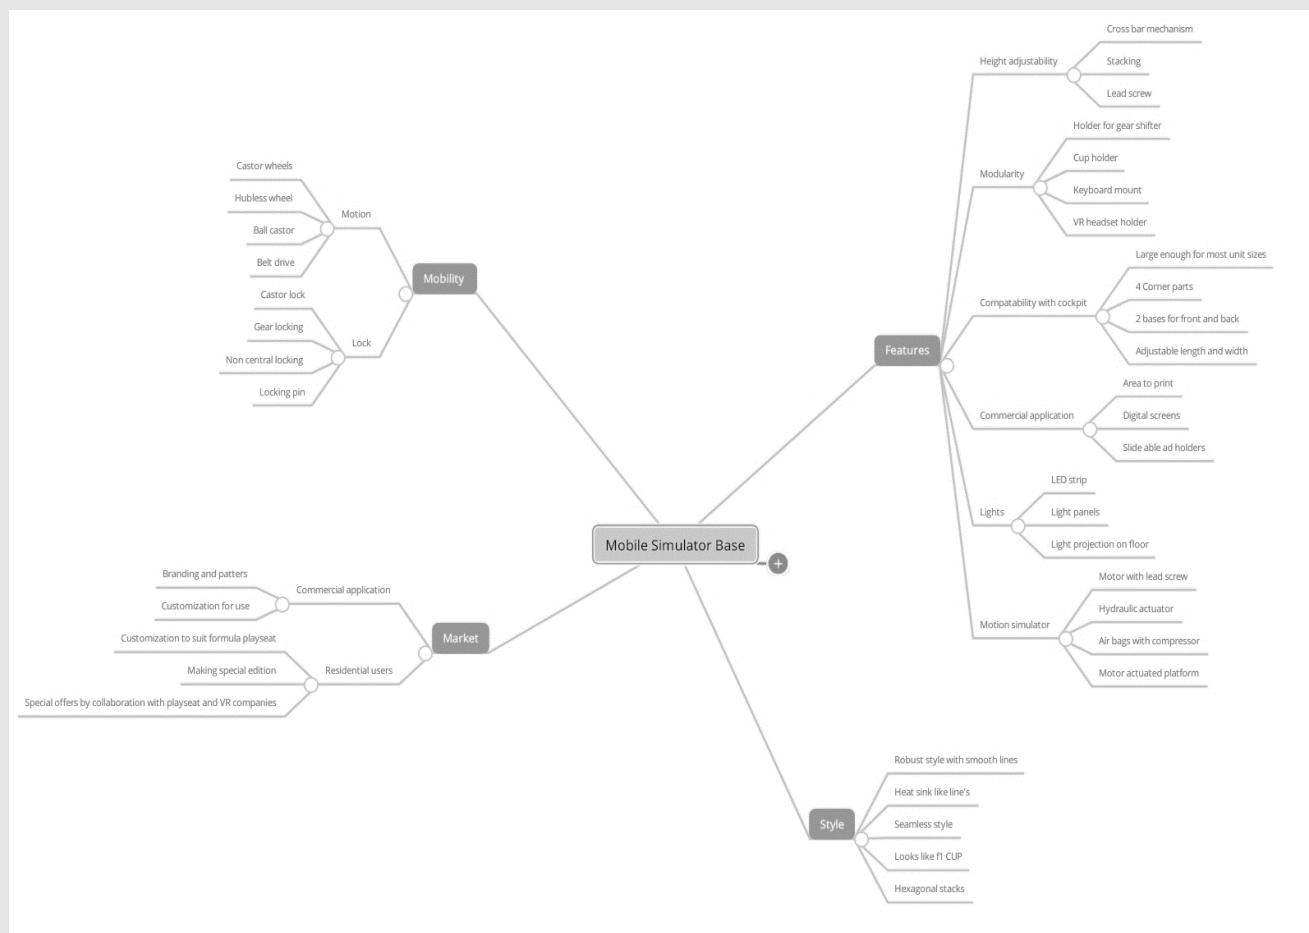 Mobile Simulator Base
+
Mobility
Motion
Castor wheels
Hubless wheel
Ball castor
Belt drive
Lock
Castor lock
Gear locking
Non central locking
Locking pin
Market
Commercial application
Branding and patters
Customization for use
Residential users
Customization to suit formula playseat
Making special edition
Special offers by collaboration with playseat and VR companies
Features
Height adjustability
Cross bar mechanism
Stacking
Lead screw
Modularity
Holder for gear shifter
Cup holder
Keyboard mount
VR headset holder
Compatability with cockpit
Large enough for most unit sizes
4 Corner parts
2 bases for front and back
Adjustable length and width
Commercial application
Area to print
Digital screens
Slide able ad holders
Lights
LED strip
Light panels
Light projection on floor
Motion simulator
Motor with lead screw
Hydraulic actuator
Air bags with compressor
Motor actuated platform
Style
Robust style with smooth lines
Heat sink like line's
Seamless style
Looks like f1 CUP
Hexagonal stacks